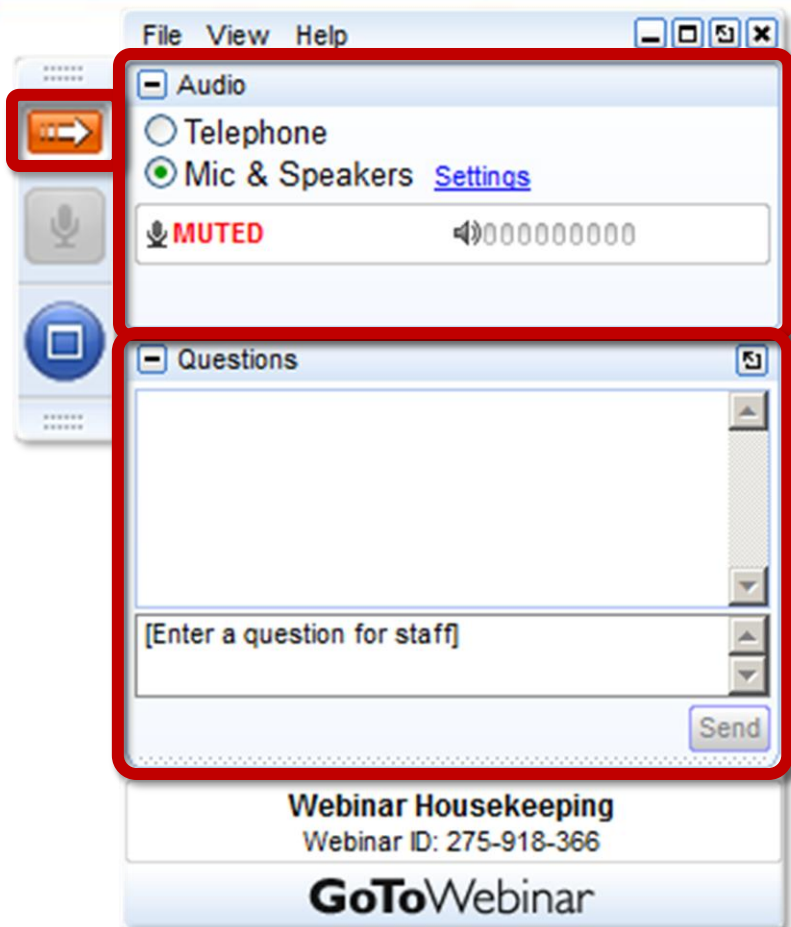 File View Help
Audio
Telephone
Mic & Speakers Settings
MUTED
Questions
[Enter a question for staff]
Send
Webinar Housekeeping
Webinar ID: 275-918-366
GoToWebinar